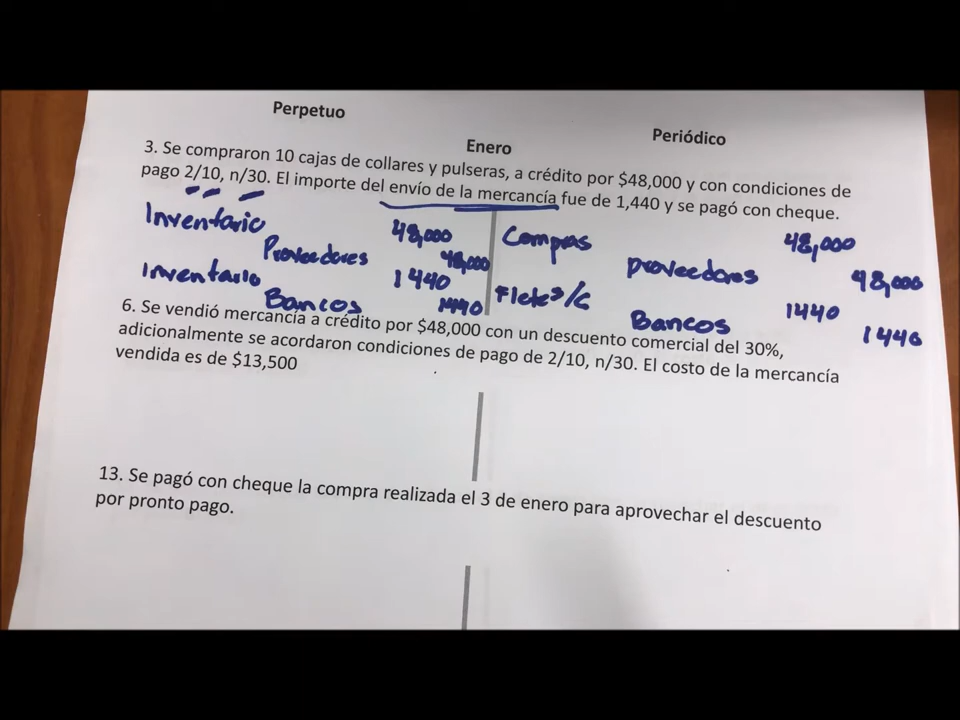 Perpetuo
Enero
Periódico
3. Se compraron 10 cajas de collares y pulseras, a crédito por $48,000 y con condiciones de
pago 2/10, n/30. El importe del envío de la mercancía fue de 1,440 y se pagó con cheque.
Inventario 48,000
Proveedores 48,000
Inventario 1440
Bancos 1440
Compras 48,000
Proveedores 48,000
Fletes/c 1440
Bancos 1440
6. Se vendió mercancía a crédito por $48,000 con un descuento comercial del 30%,
adicionalmente se acordaron condiciones de pago de 2/10, n/30. El costo de la mercancía
vendida es de $13,500
13. Se pagó con cheque la compra realizada el 3 de enero para aprovechar el descuento
por pronto pago.